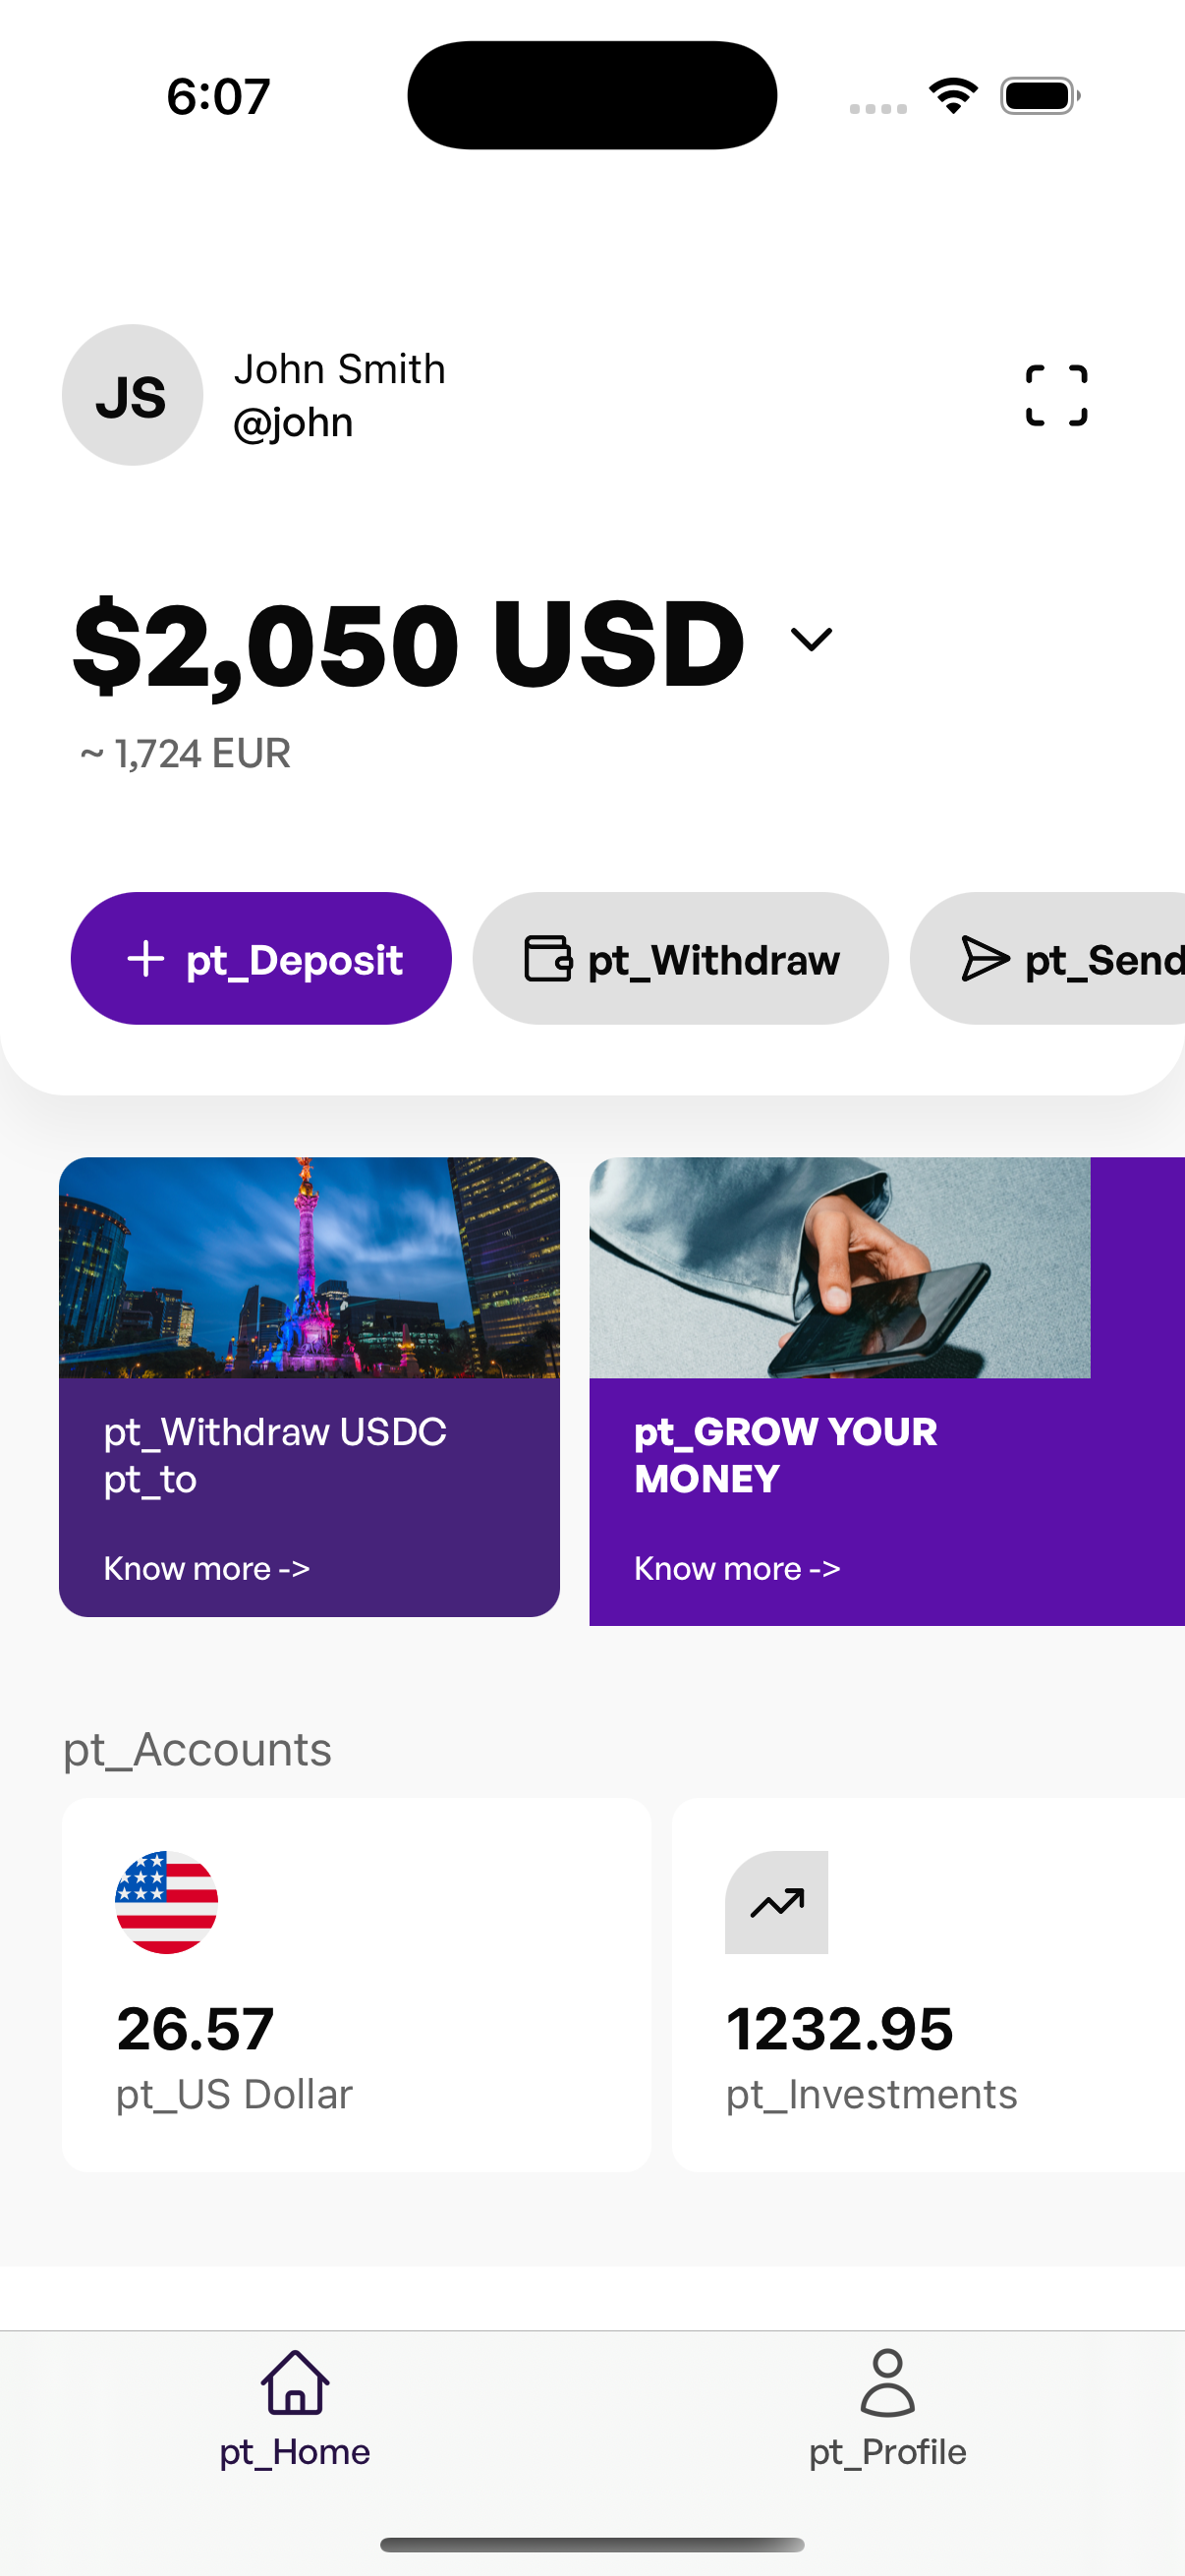 6:07
JS
John Smith
@john
$2,050 USD
~ 1,724 EUR
pt_Deposit
pt_Withdraw
pt_Send
pt_Withdraw USDC
pt_to
Know more ->
pt_GROW YOUR
MONEY
Know more ->
pt_Accounts
26.57
pt_US Dollar
1232.95
pt_Investments
pt_Home
pt_Profile